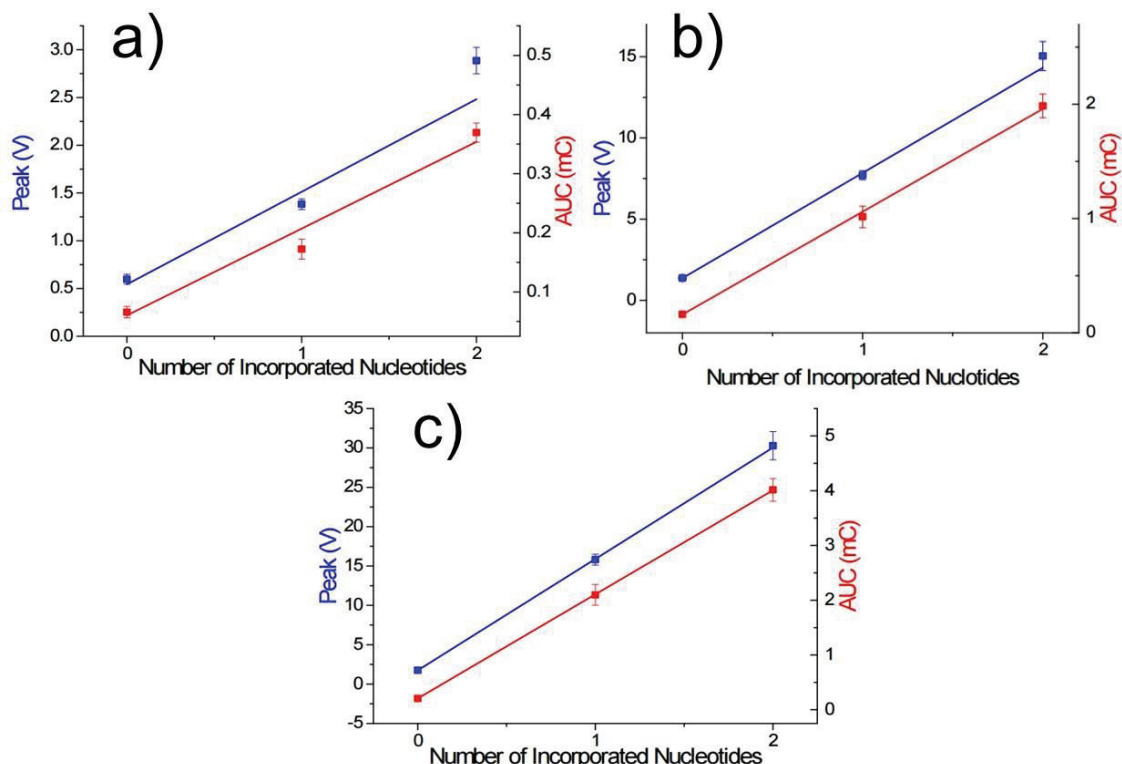 a)
Peak (V)
3.0
2.5
2.0
1.5
1.0
0.5
0.0
0.5
0.4
0.3
0.2
0.1
AUC (mC)
0 1 2
Number of Incorporated Nucleotides
b)
Peak (V)
15
10
5
0
2
1
0
AUC (mC)
0 1 2
Number of Incorporated Nuclotides
c)
Peak (V)
35
30
25
20
15
10
5
0
-5
5
4
3
2
1
0
AUC (mC)
0 1 2
Number of Incorporated Nucleotides